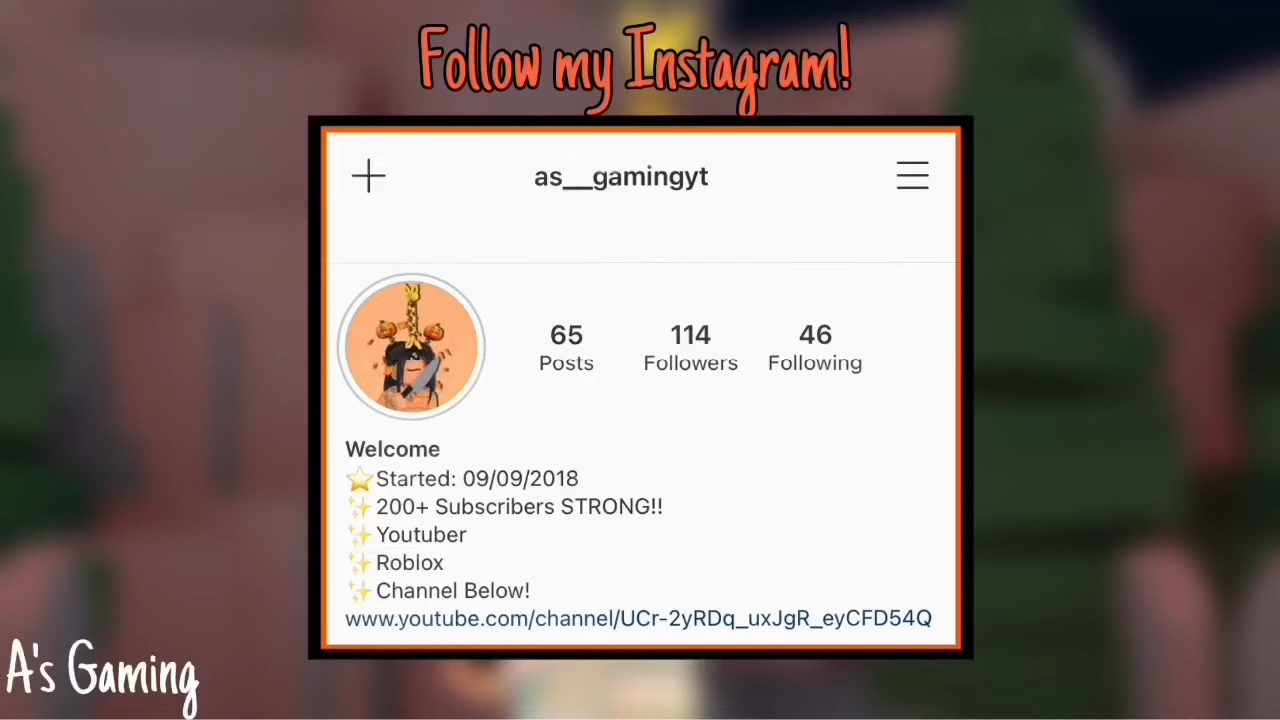 Follow my Instagram!
as__gamingyt
65 114 46
Posts Followers Following
Welcome
⭐Started: 09/09/2018
✨200+ Subscribers STRONG!!
✨Youtuber
✨Roblox
✨Channel Below!
www.youtube.com/channel/UCr-2yRDq_uxJgR_eyCFD54Q
A's Gaming